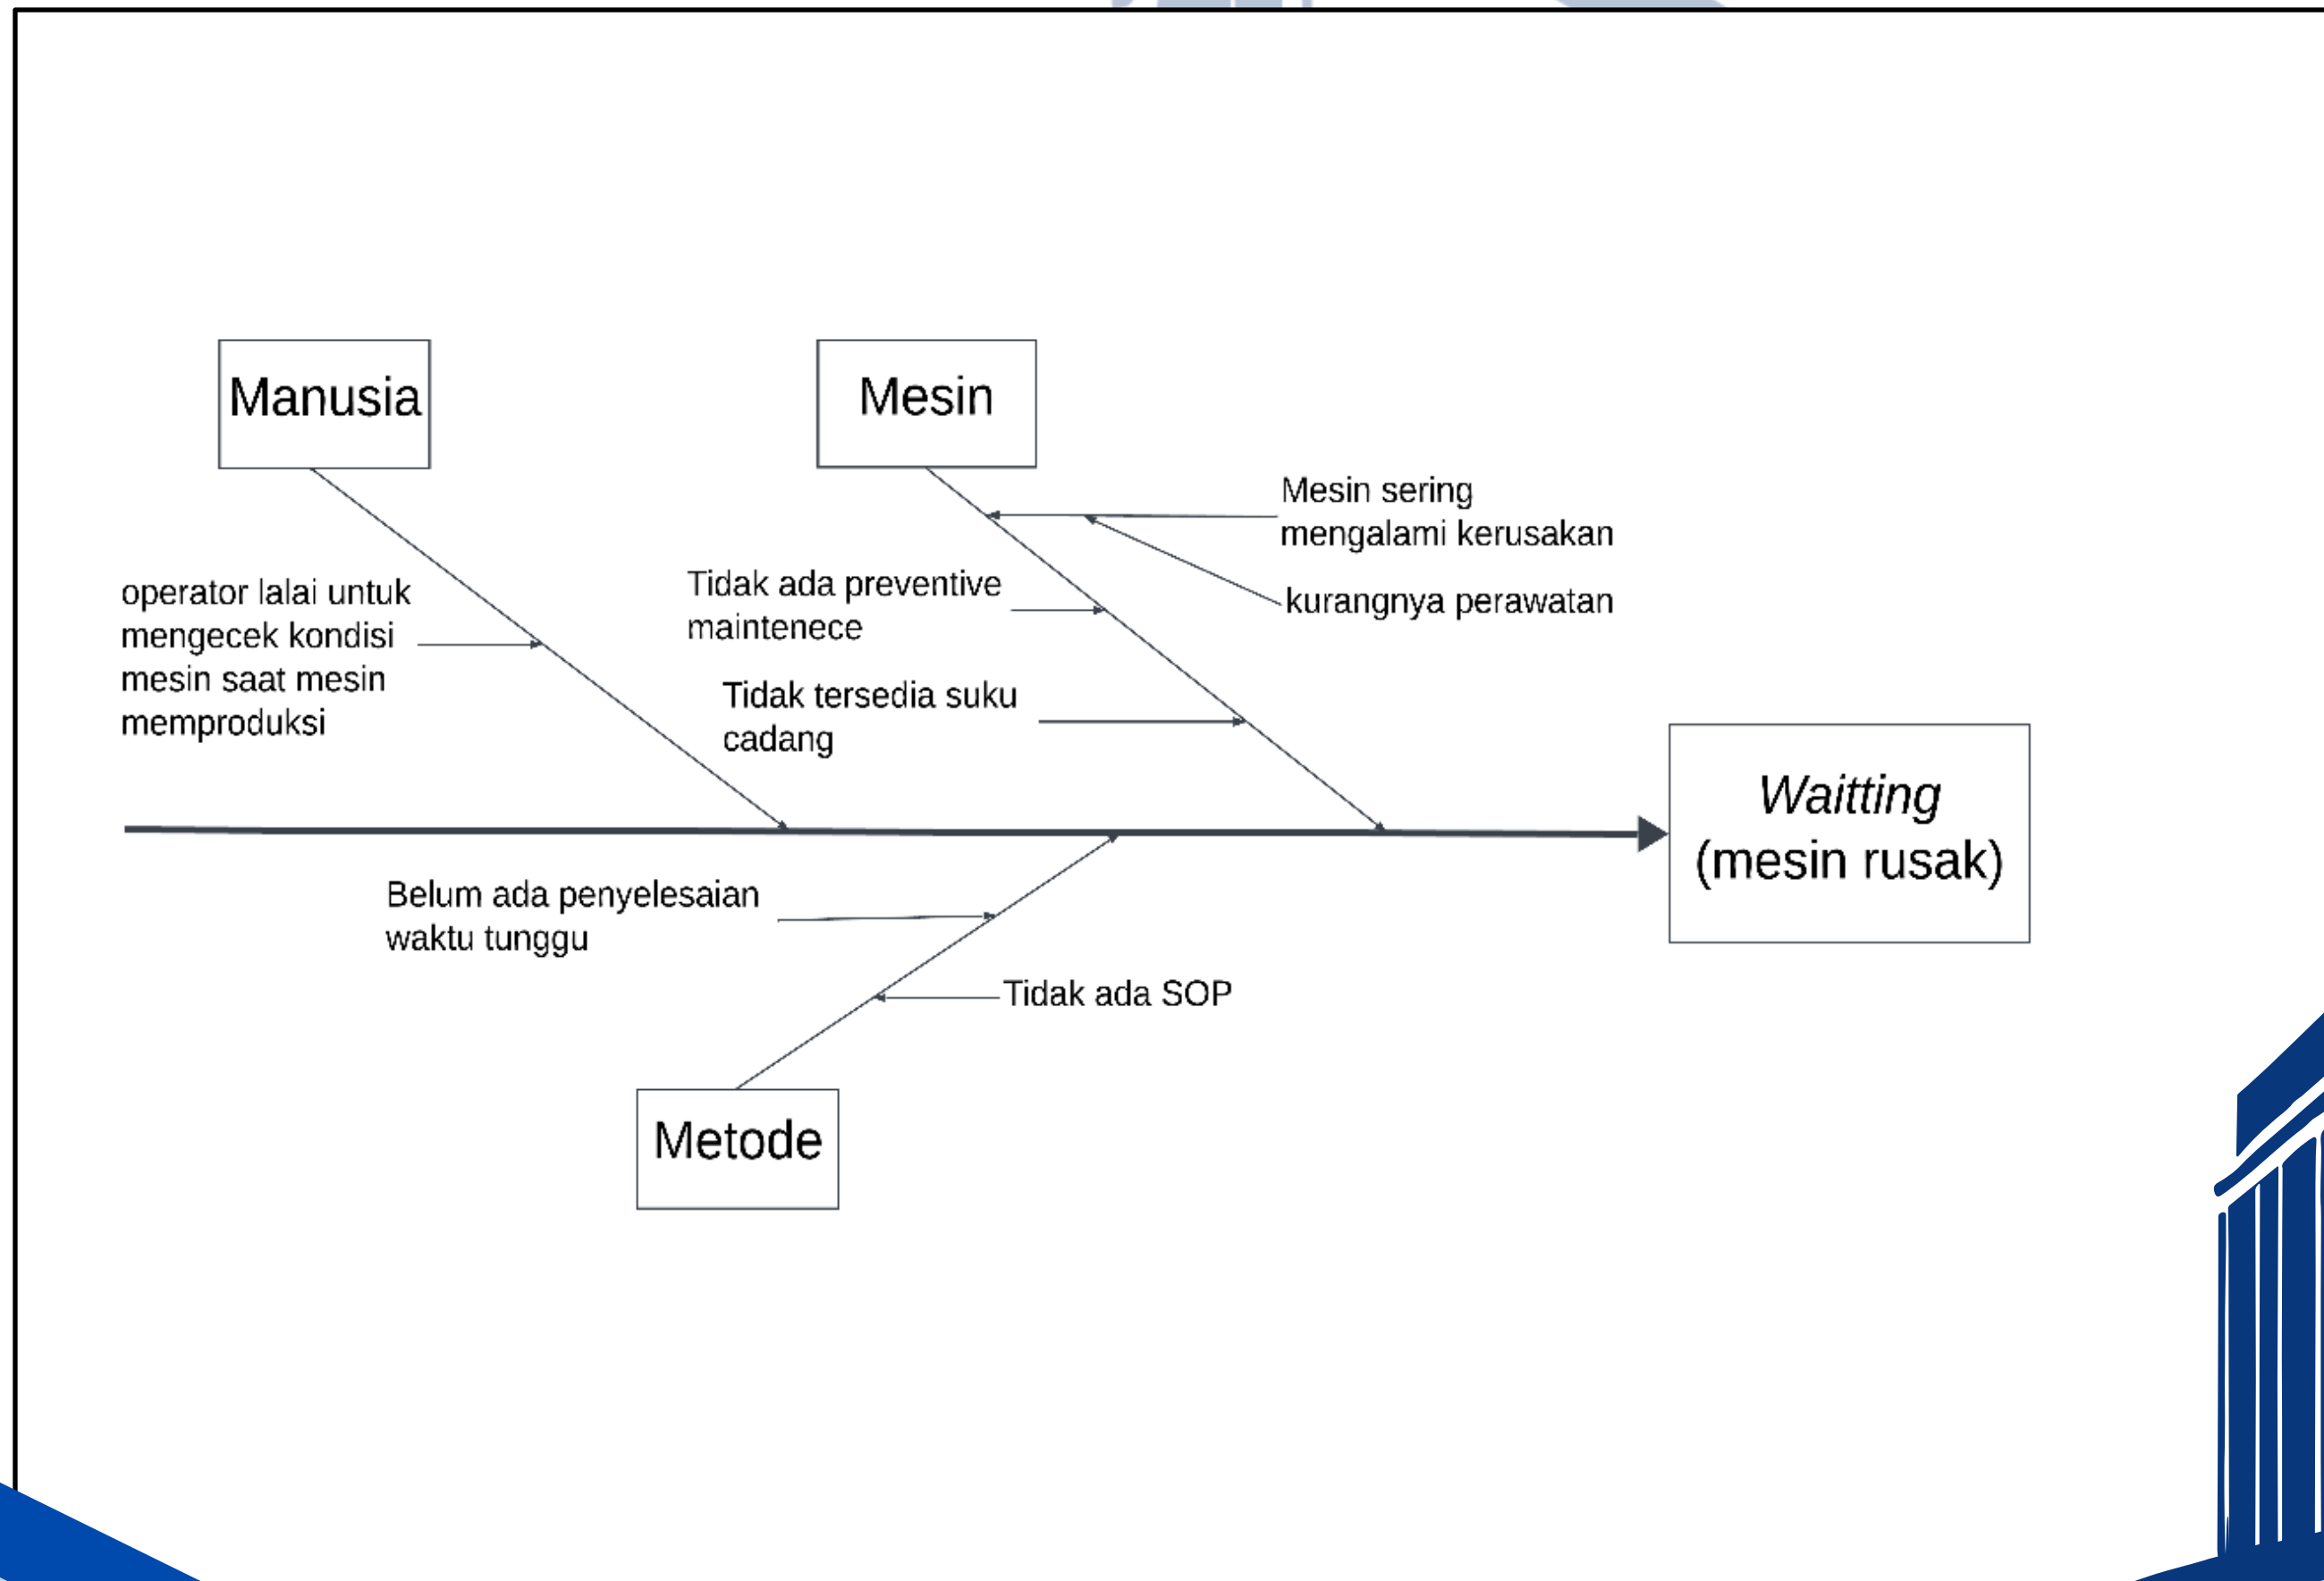 Manusia
Mesin
Mesin sering
mengalami kerusakan
kurangnya perawatan
operator lalai untuk
mengecek kondisi
mesin saat mesin
memproduksi
Tidak ada preventive
maintenece
Tidak tersedia suku
cadang
Waitting
(mesin rusak)
Belum ada penyelesaian
waktu tunggu
Tidak ada SOP
Metode